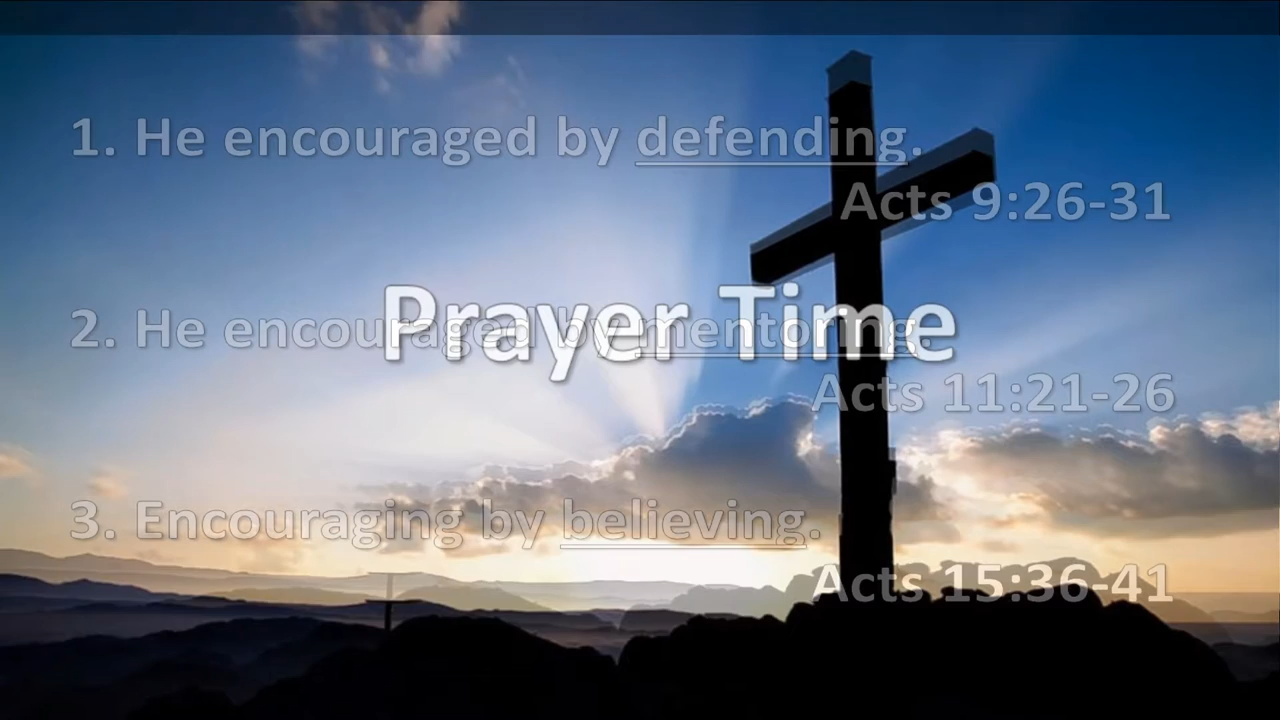 1. He encouraged by defending.
Acts 9:26-31
Prayer Time
2. He encouraged by mentoring.
Acts 11:21-26
3. Encouraging by believing.
Acts 15:36-41